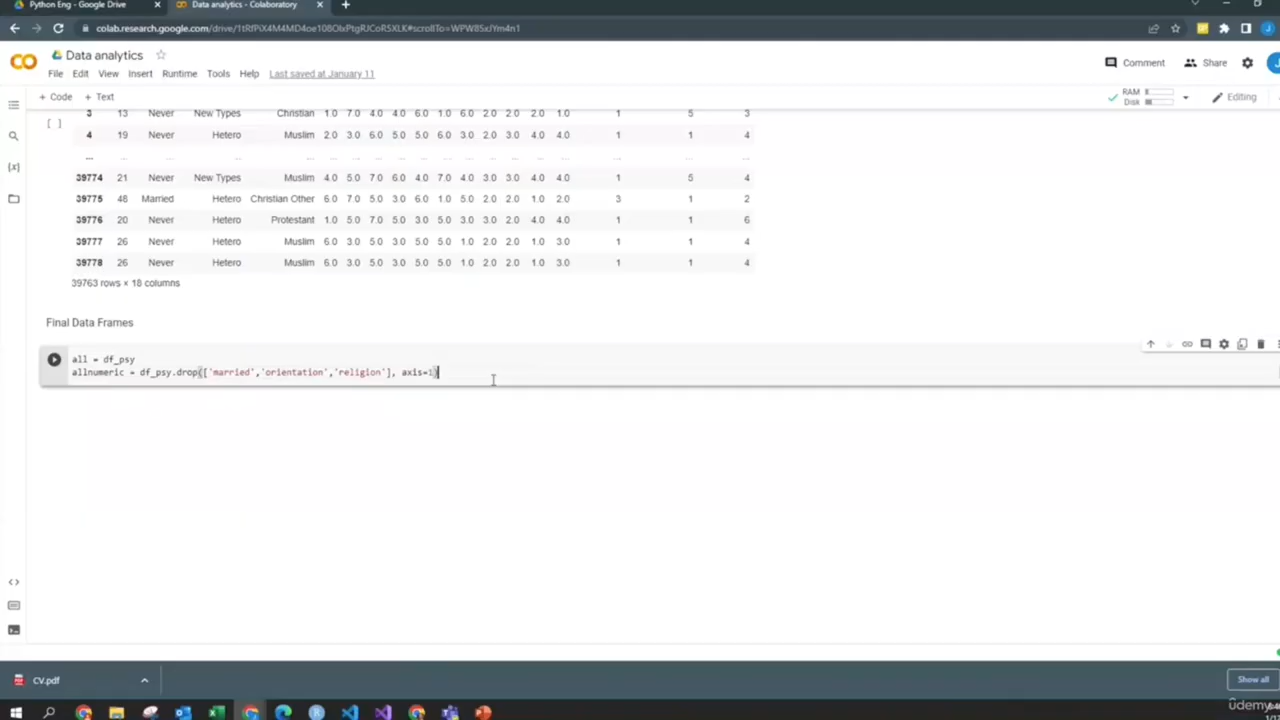 Python Eng - Google Drive
Data analytics - Colaboratory
colab.research.google.com/drive/1tRfPiX4M4MD4oe108OlxPtgRJCoRSXLK#scrollTo=WPW8SxJYm4n1
Data analytics
File Edit View Insert Runtime Tools Help Last saved at January 11
Comment Share
+ Code + Text
RAM
Disk
Editing
3 13 Never New Types Christian 1.0 7.0 4.0 4.0 6.0 1.0 6.0 2.0 2.0 2.0 1.0 1 5 3
[ ]
4 19 Never Hetero Muslim 2.0 3.0 6.0 5.0 5.0 6.0 3.0 2.0 3.0 4.0 4.0 1 1 4
... ... ... ... ... ... ... ... ... ... ... ... ... ... ... ... ... ... ...
39774 21 Never New Types Muslim 4.0 5.0 7.0 6.0 4.0 7.0 4.0 3.0 3.0 4.0 4.0 1 5 4
39775 48 Married Hetero Christian Other 6.0 7.0 5.0 3.0 6.0 1.0 5.0 2.0 2.0 1.0 2.0 3 1 2
39776 20 Never Hetero Protestant 1.0 5.0 7.0 5.0 3.0 5.0 3.0 3.0 2.0 4.0 4.0 1 1 6
39777 26 Never Hetero Muslim 6.0 3.0 5.0 3.0 5.0 5.0 1.0 2.0 2.0 1.0 3.0 1 1 4
39778 26 Never Hetero Muslim 6.0 3.0 5.0 3.0 5.0 5.0 1.0 2.0 2.0 1.0 3.0 1 1 4
39763 rows × 18 columns
Final Data Frames
all = df_psy
allnumeric = df_psy.drop(['married','orientation','religion'], axis=1)
CV.pdf
Show all
ûdemy